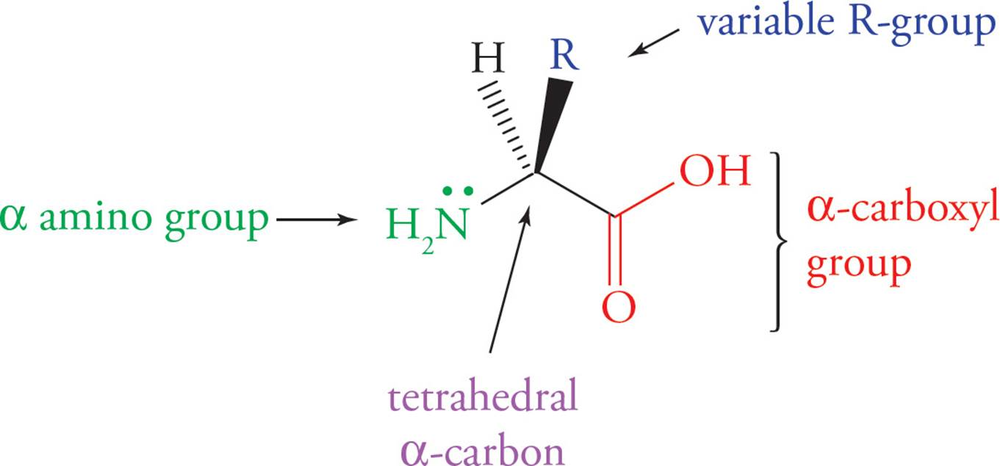 variable R-group
H R
OH
α-carboxyl
group
α amino group
H₂N
O
tetrahedral
α-carbon